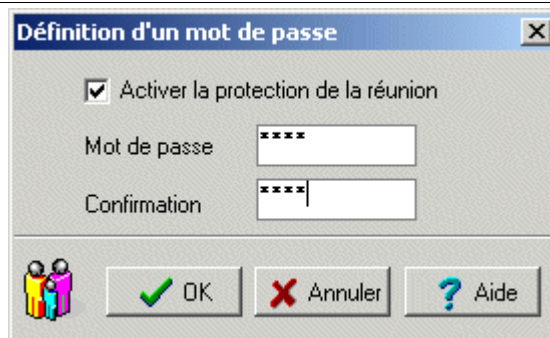 Définition d'un mot de passe
Activer la protection de la réunion
Mot de passe ****
Confirmation ****
OK Annuler ? Aide